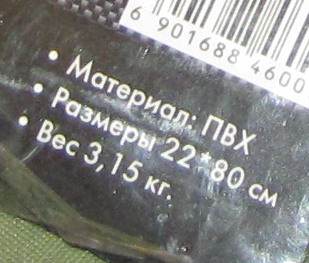 6 901688 4600
• Материал: ПВХ
• Размеры 22*80 см
• Вес 3,15 кг.